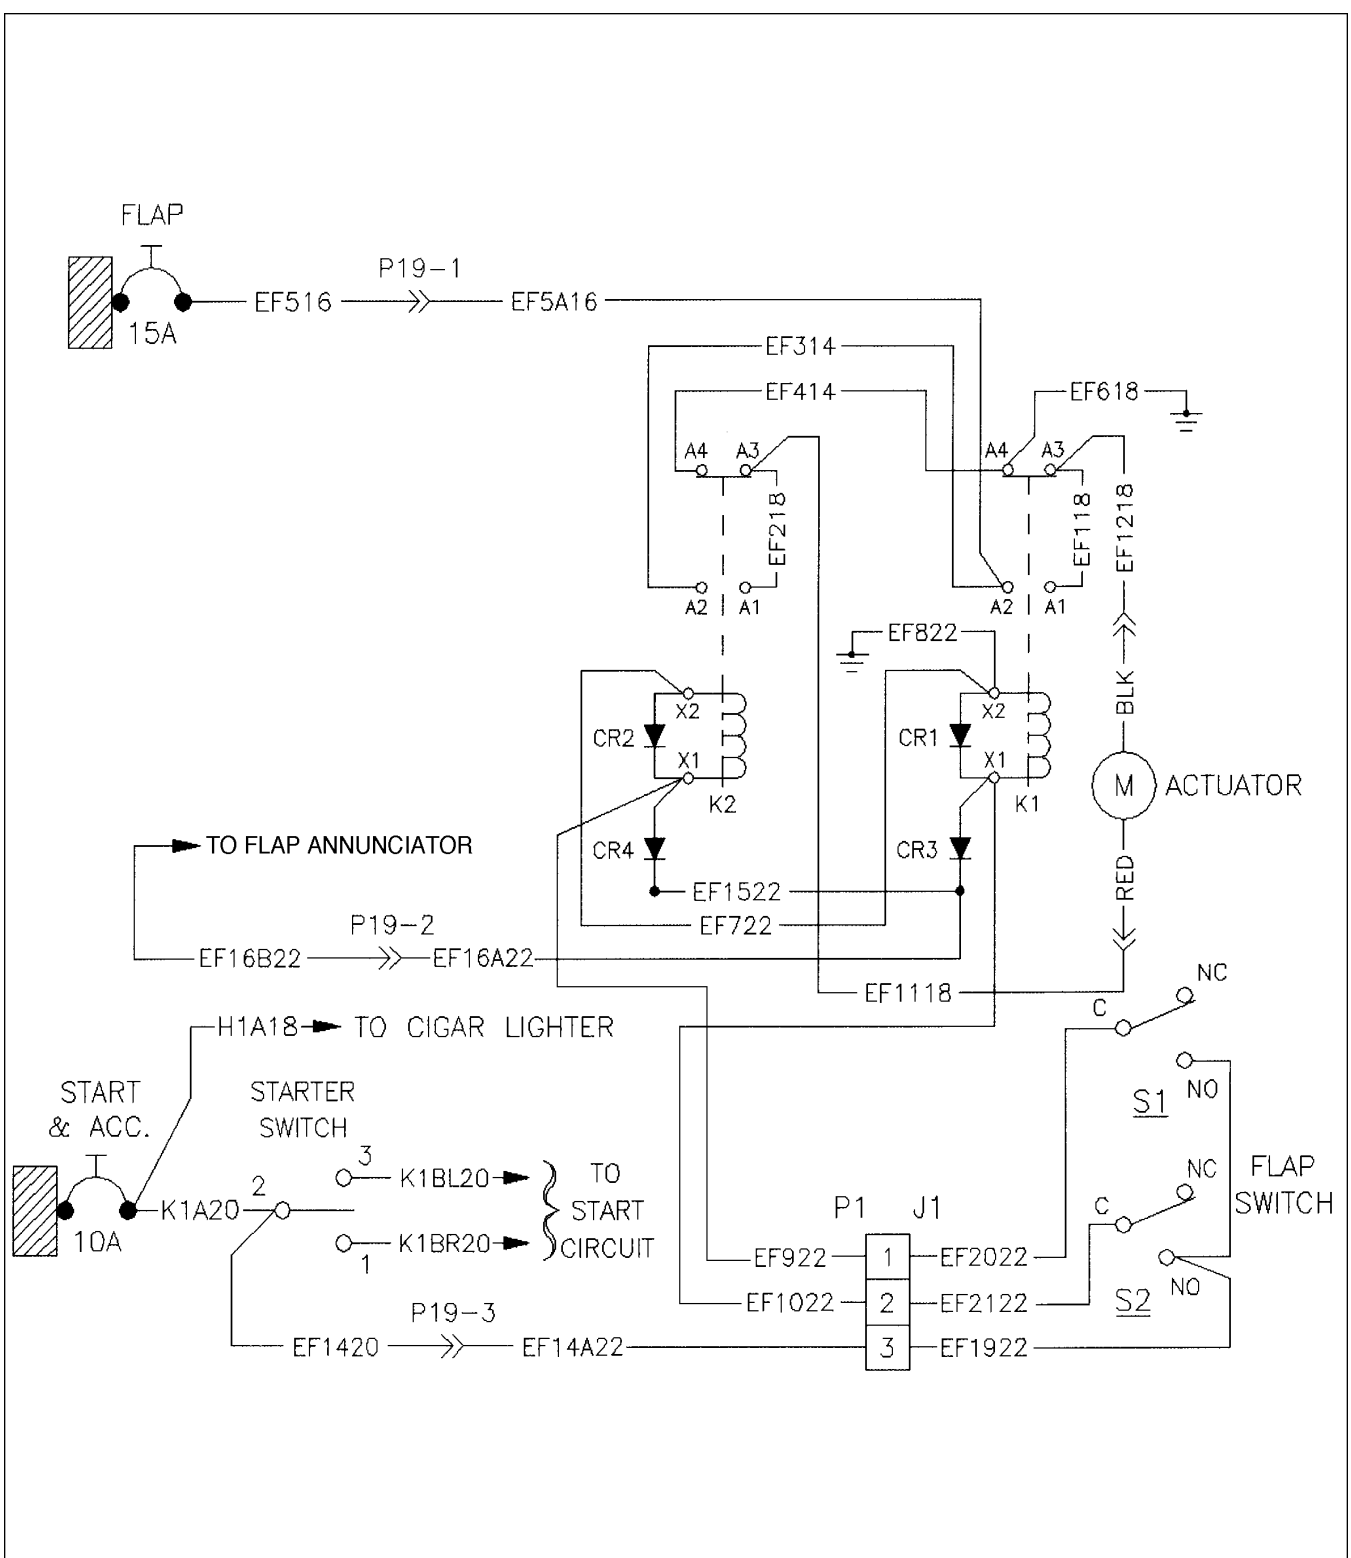 FLAP
P19-1
EF516
EF5A16
15A
EF314
EF414
EF618
A4
A3
A4
A3
EF218
EF118
EF1218
A2
A1
A2
A1
EF822
BLK
X2
X2
CR2
CR1
X1
X1
K2
K1
M
ACTUATOR
TO FLAP ANNUNCIATOR
CR4
CR3
RED
EF1522
P19-2
EF722
EF16B22
EF16A22
NC
EF1118
C
H1A18
TO CIGAR LIGHTER
START
& ACC.
STARTER
SWITCH
NO
S1
3
2
K1BL20
TO
START
CIRCUIT
NC
FLAP
SWITCH
K1A20
C
P1
J1
10A
K1BR20
1
EF922
1
EF2022
NO
S2
EF1022
2
EF2122
P19-3
EF1420
EF14A22
3
EF1922